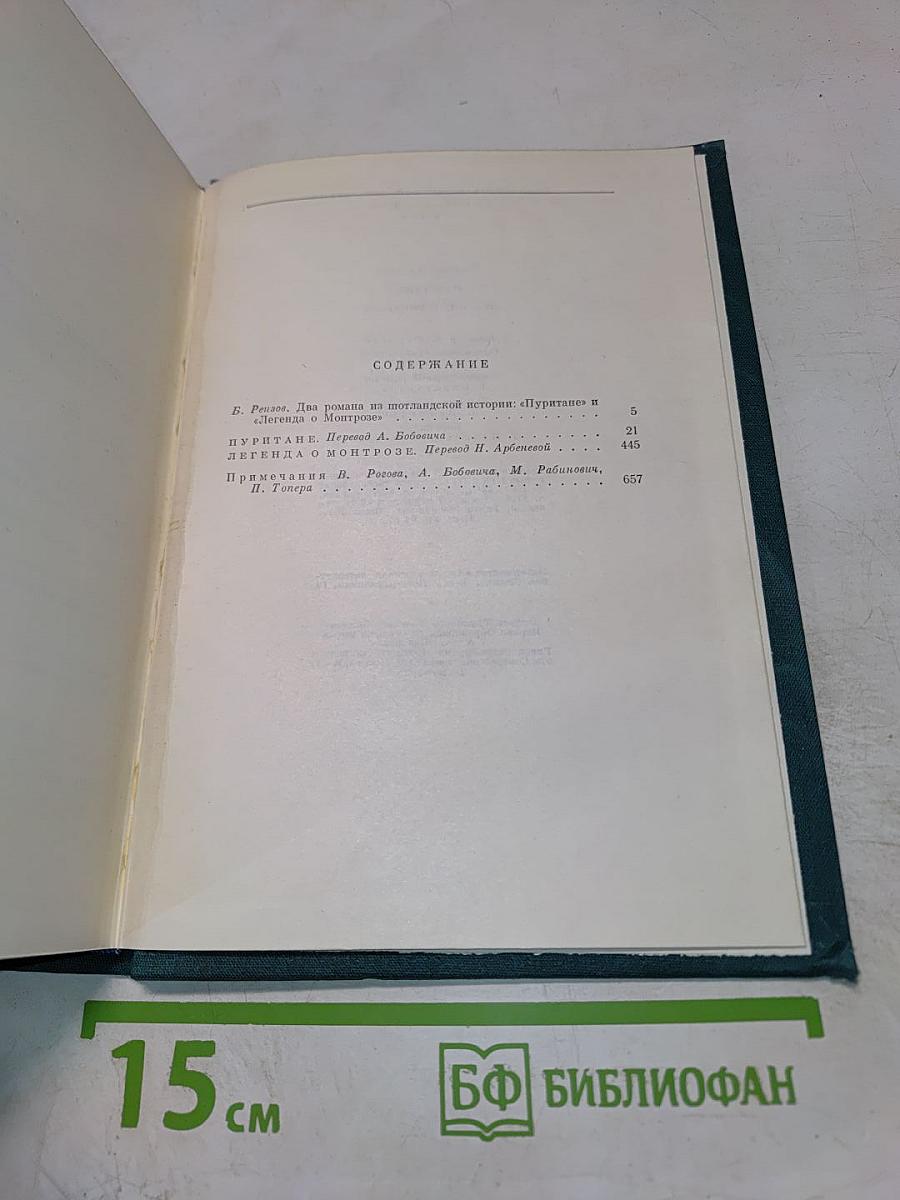 СОДЕРЖАНИЕ
Б. Реизов. Два романа из шотландской истории: «Пуритане» и
«Легенда о Монтрозе» . . . . . . . . . . . . . . . . . . 5
ПУРИТАНЕ. Перевод А. Бобовича . . . . . . . . . . . . 21
ЛЕГЕНДА О МОНТРОЗЕ. Перевод Н. Арбеневой . . . . 445
Примечания В. Рогова, А. Бобовича, М. Рабинович,
П. Топера . . . . . . . . . . . . . . . . . . . . . . . . 657
15 см
БФ БИБЛИОФАН